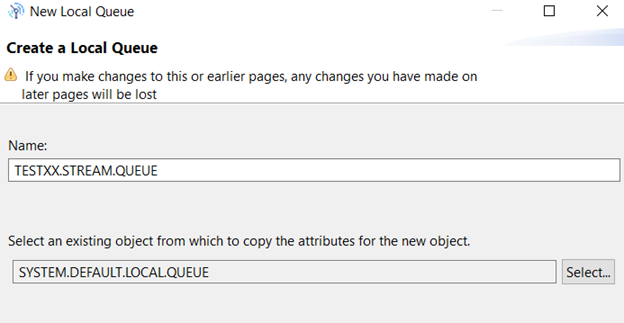 New Local Queue
Create a Local Queue
If you make changes to this or earlier pages, any changes you have made on
later pages will be lost
Name:
TESTXX.STREAM.QUEUE
Select an existing object from which to copy the attributes for the new object.
SYSTEM.DEFAULT.LOCAL.QUEUE
Select...